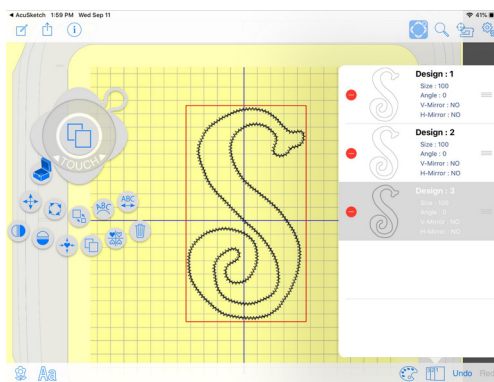 AcuSketch 1:59 PM Wed Sep 11
41%
i
TOUCH
ABC
ABC
Design : 1
Size : 100
Angle : 0
V-Mirror : NO
H-Mirror : NO
Design : 2
Size : 100
Angle : 0
V-Mirror : NO
H-Mirror : NO
Design : 3
Size : 100
Angle : 0
V-Mirror : NO
H-Mirror : NO
Aa
Undo Red